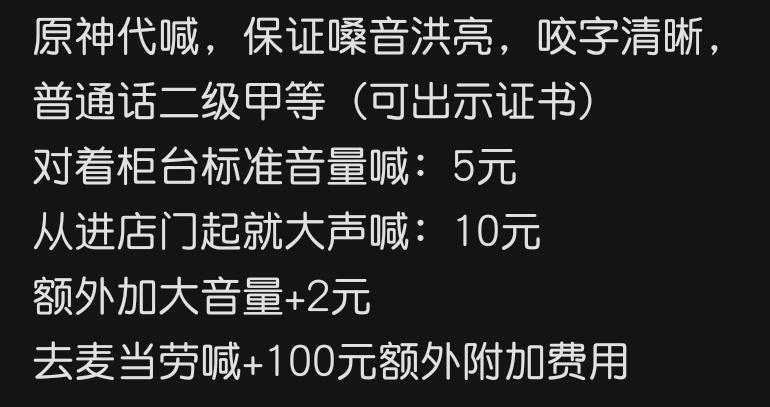 原神代喊，保证嗓音洪亮，咬字清晰，
普通话二级甲等（可出示证书）
对着柜台标准音量喊：5元
从进店门起就大声喊：10元
额外加大音量+2元
去麦当劳喊+100元额外附加费用